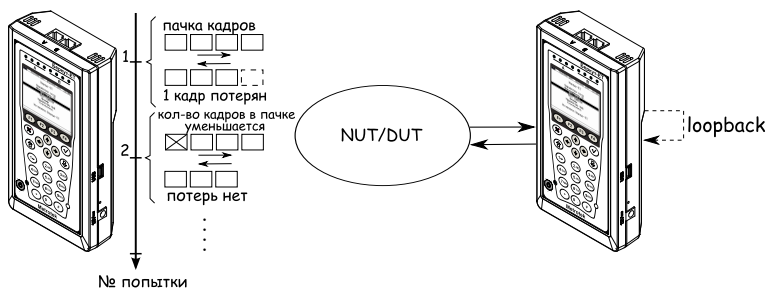 пачка кадров
1
1 кадр потерян
кол-во кадров в пачке
уменьшается
2
потерь нет
№ попытки
NUT/DUT
loopback